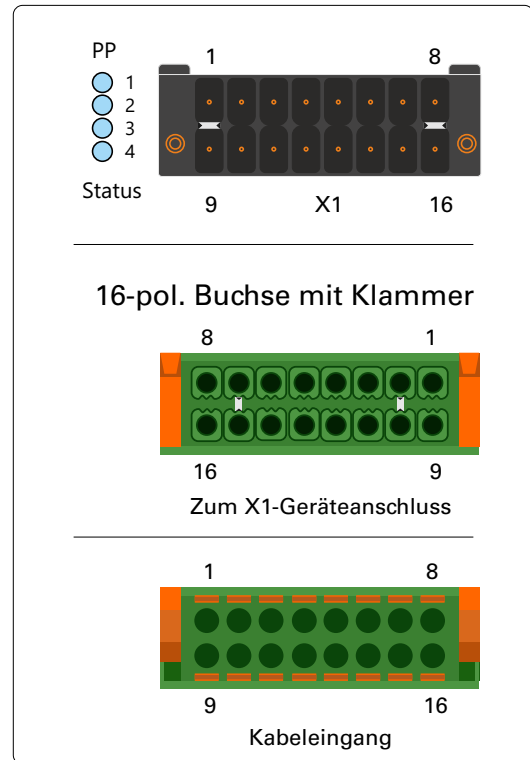 PP
1 8
1
2
3
4
Status
9 X1 16
16-pol. Buchse mit Klammer
8 1
16 9
Zum X1-Geräteanschluss
1 8
9 16
Kabeleingang